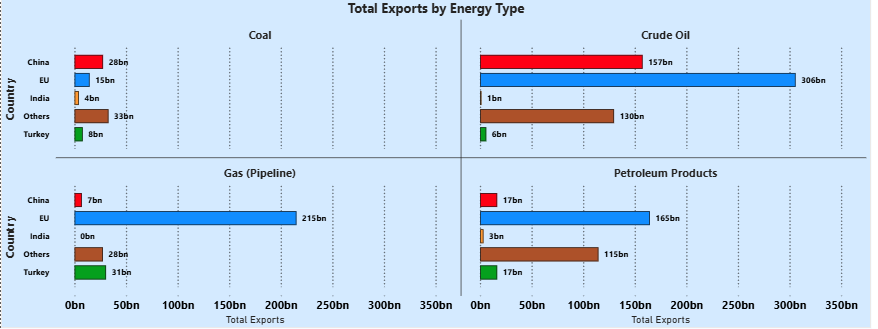 Total Exports by Energy Type
Coal
Crude Oil
Country
China 28bn
EU 15bn
India 4bn
Others 33bn
Turkey 8bn
157bn
306bn
1bn
130bn
6bn
Gas (Pipeline)
Petroleum Products
Country
China 7bn
EU 215bn
India 0bn
Others 28bn
Turkey 31bn
17bn
165bn
3bn
115bn
17bn
0bn 50bn 100bn 150bn 200bn 250bn 300bn 350bn
Total Exports
0bn 50bn 100bn 150bn 200bn 250bn 300bn 350bn
Total Exports